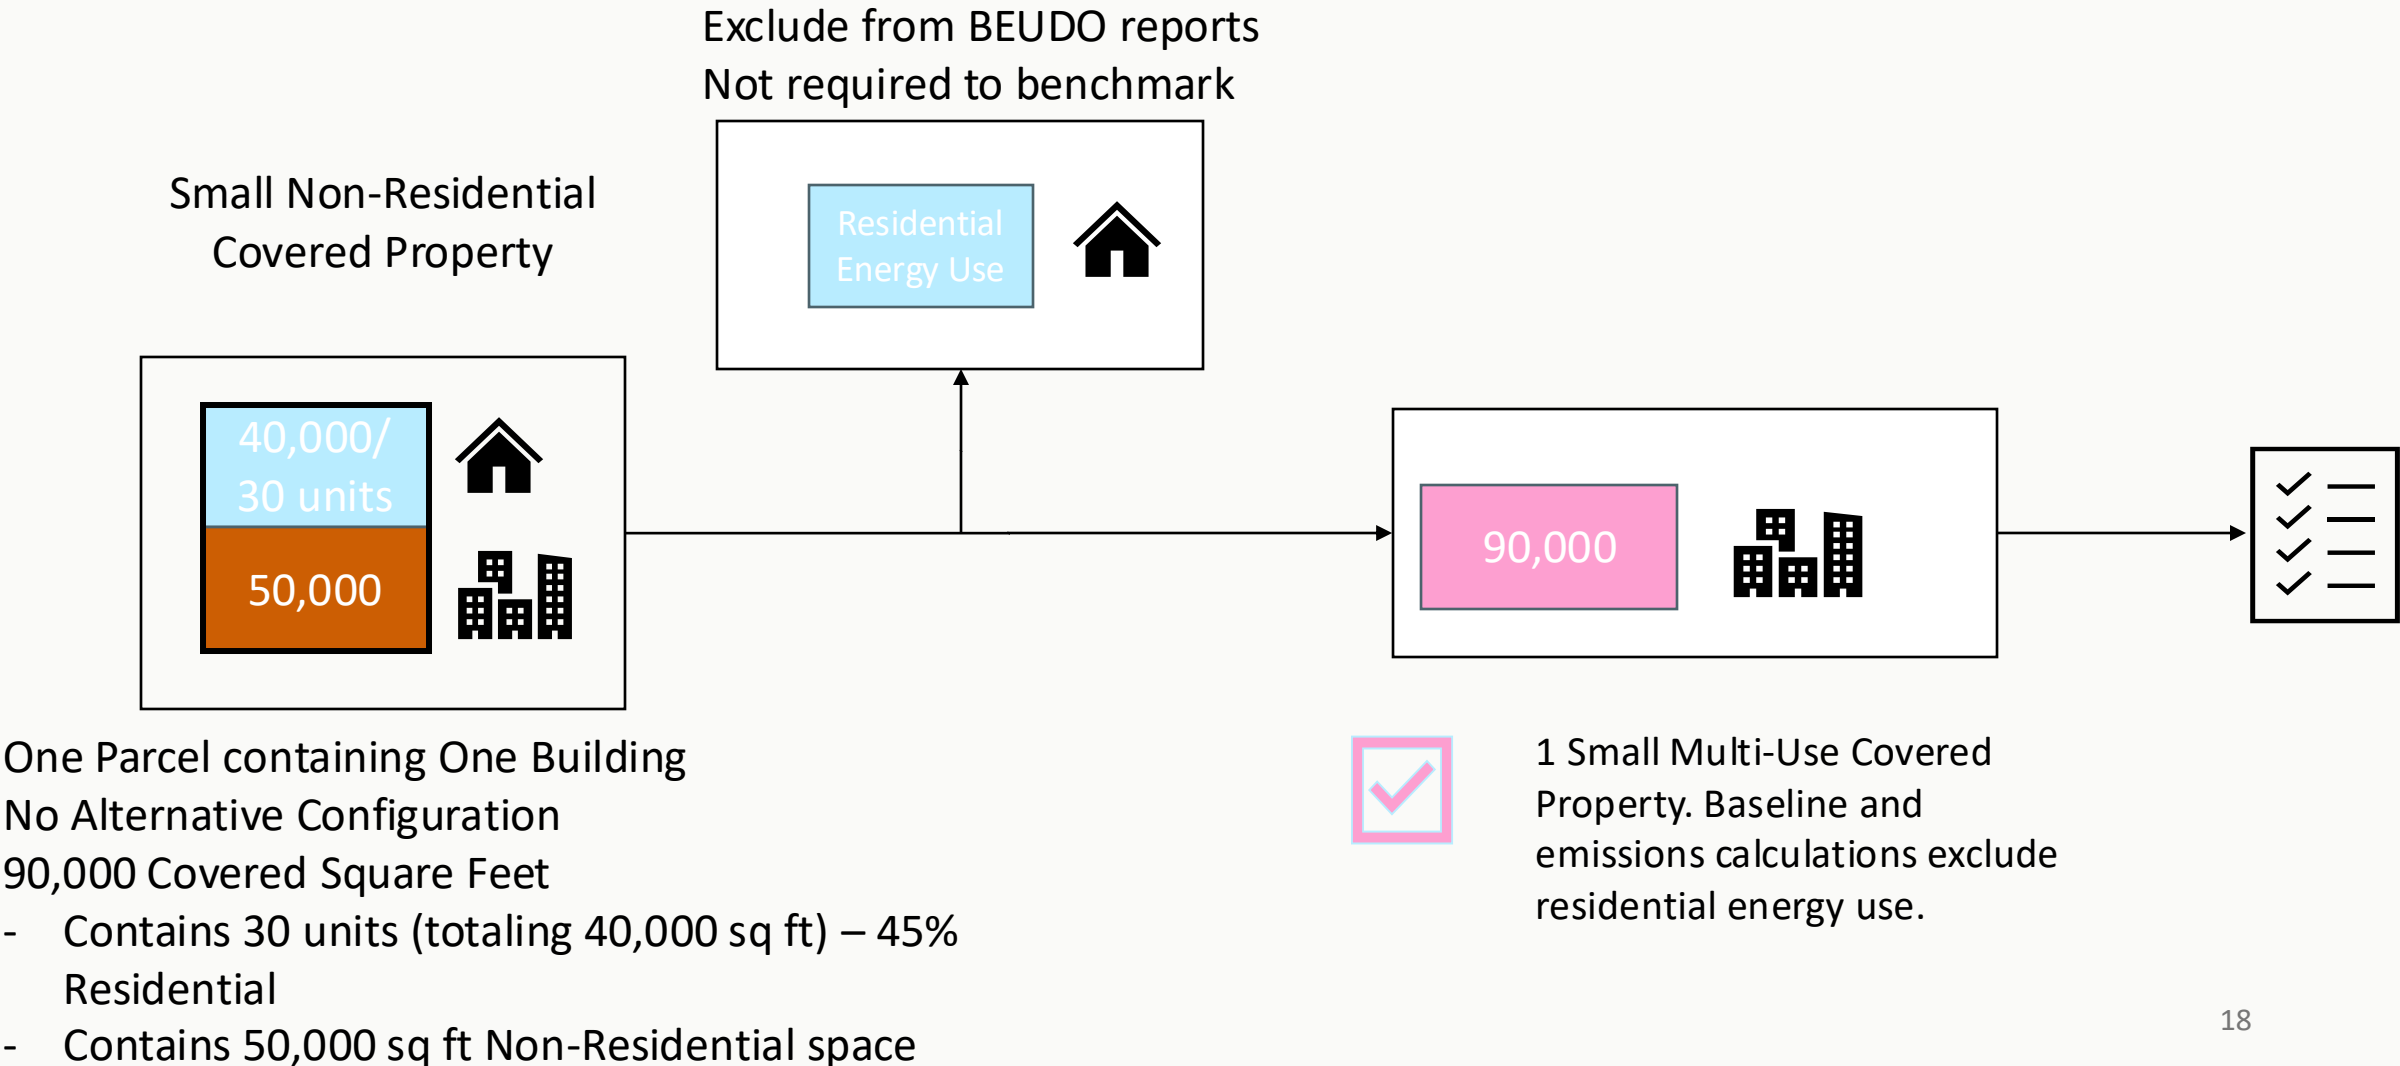 Exclude from BEUDO reports
Not required to benchmark
Small Non-Residential
Covered Property
Residential
Energy Use
40,000/
30 units
50,000
90,000
One Parcel containing One Building
No Alternative Configuration
90,000 Covered Square Feet
- Contains 30 units (totaling 40,000 sq ft) – 45%
Residential
- Contains 50,000 sq ft Non-Residential space
1 Small Multi-Use Covered
Property. Baseline and
emissions calculations exclude
residential energy use.
18